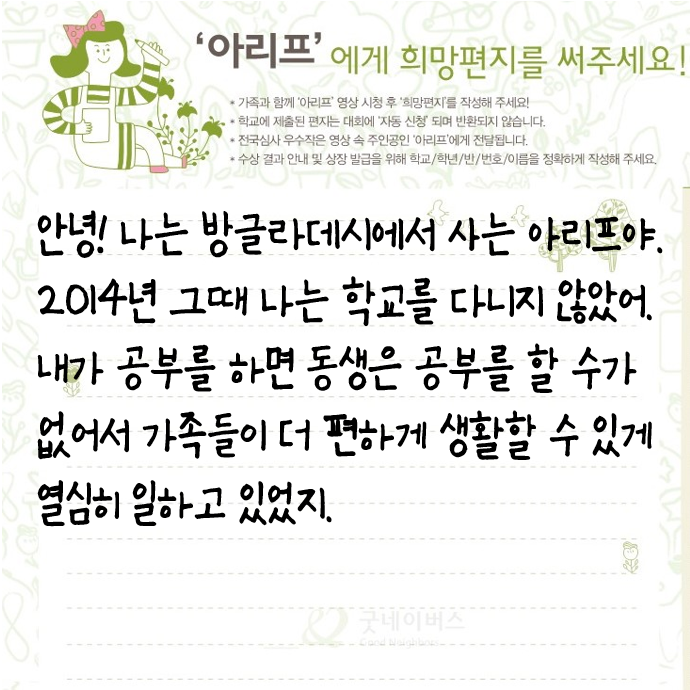 ‘아리프’ 에게 희망편지를 써주세요!
* 가족과 함께 ‘아리프’ 영상 시청 후 ‘희망편지’를 작성해 주세요!
* 학교에 제출된 편지는 대회에 ‘자동 신청’ 되며 반환되지 않습니다.
* 전국심사 우수작은 영상 속 주인공인 ‘아리프’에게 전달됩니다.
* 수상 결과 안내 및 상장 발급을 위해 학교/학년/반/번호/이름을 정확하게 작성해 주세요.
안녕! 나는 방글라데시에서 사는 아리프야.
2014년 그때 나는 학교를 다니지 않았어.
내가 공부를 하면 동생은 공부를 할 수가
없어서 가족들이 더 편하게 생활할 수 있게
열심히 일하고 있었지.
굿네이버스
Good Neighbors